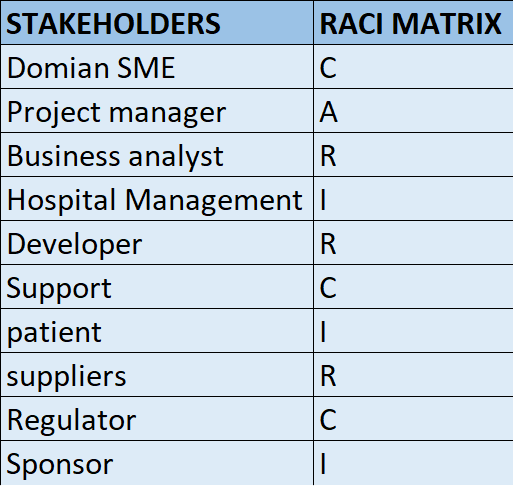 STAKEHOLDERS RACI MATRIX
Domian SME C
Project manager A
Business analyst R
Hospital Management I
Developer R
Support C
patient I
suppliers R
Regulator C
Sponsor I